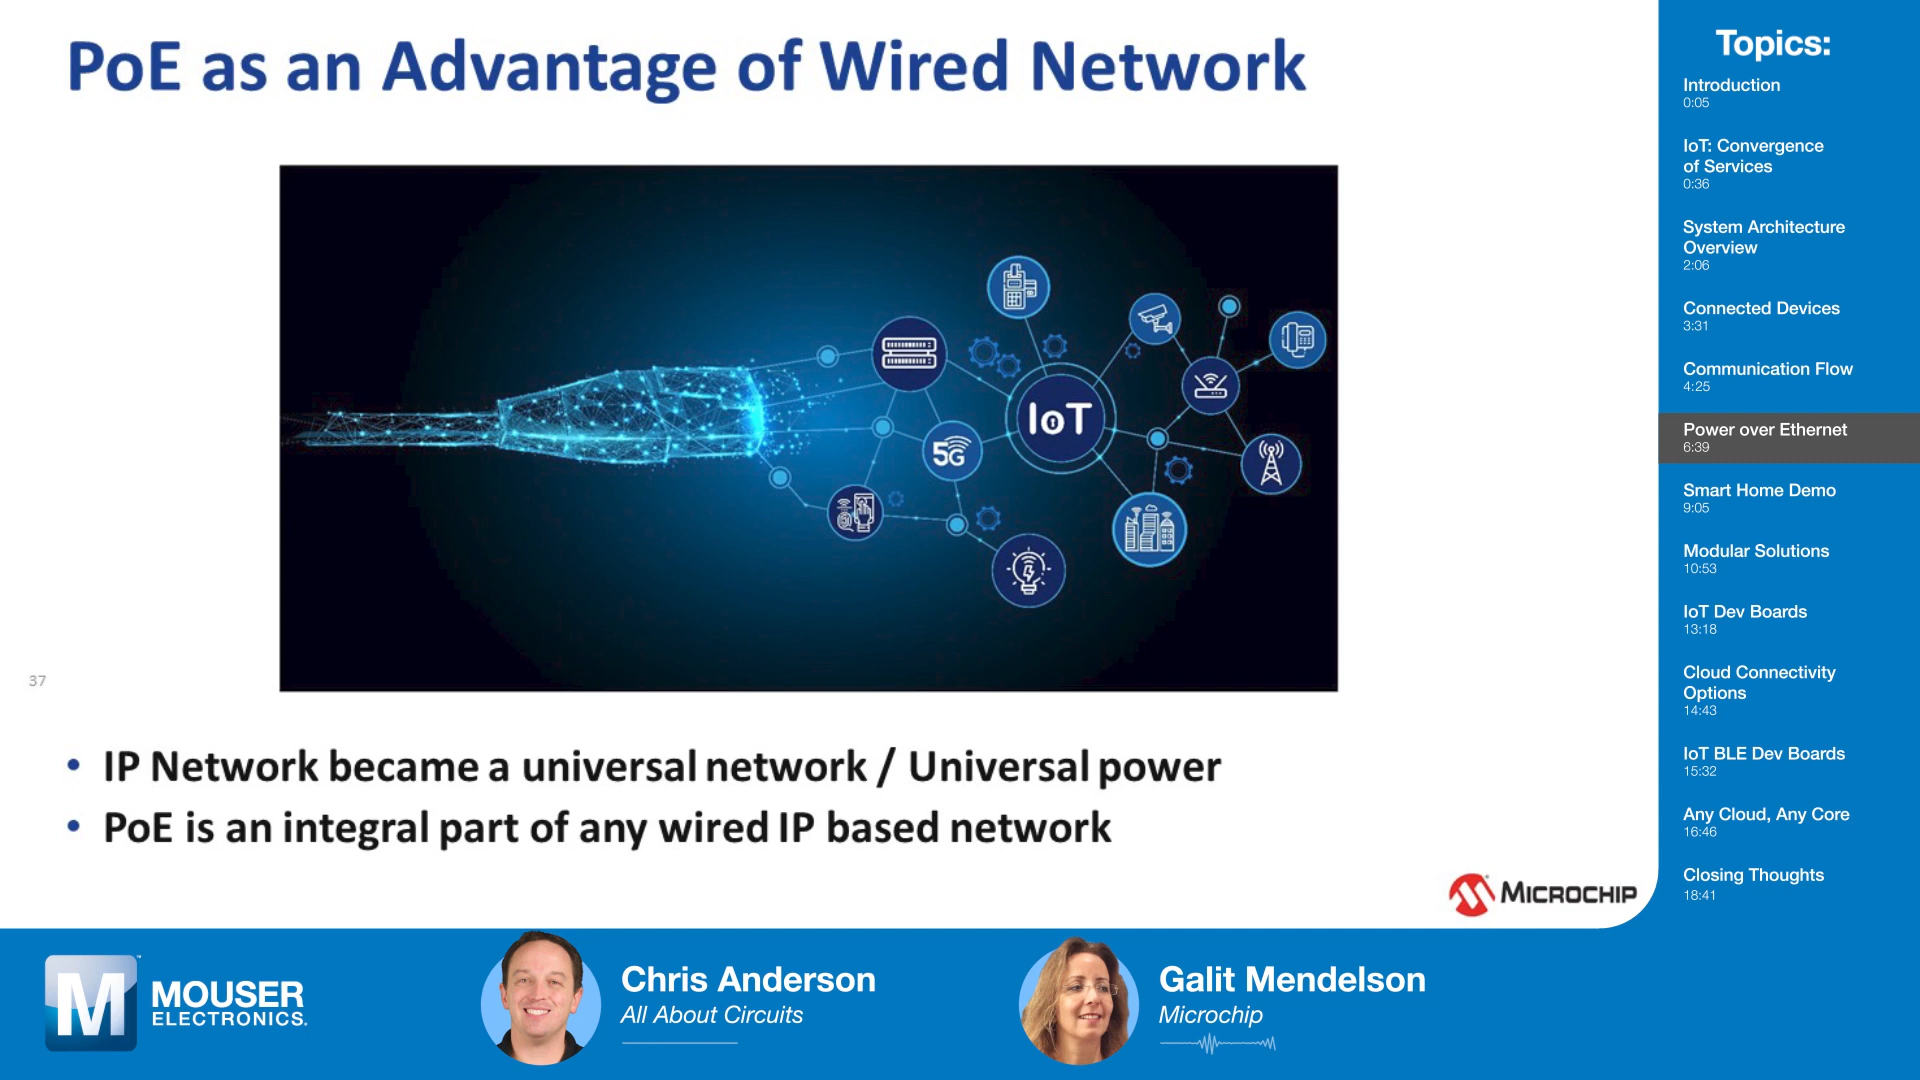 PoE as an Advantage of Wired Network
IoT
5G
37
• IP Network became a universal network / Universal power
• PoE is an integral part of any wired IP based network
MICROCHIP
Topics:
Introduction
0:05
IoT: Convergence
of Services
0:36
System Architecture
Overview
2:06
Connected Devices
3:31
Communication Flow
4:25
Power over Ethernet
6:39
Smart Home Demo
9:05
Modular Solutions
10:53
IoT Dev Boards
13:18
Cloud Connectivity
Options
14:43
IoT BLE Dev Boards
15:32
Any Cloud, Any Core
16:46
Closing Thoughts
18:41
M
MOUSER
ELECTRONICS.
Chris Anderson
All About Circuits
Galit Mendelson
Microchip